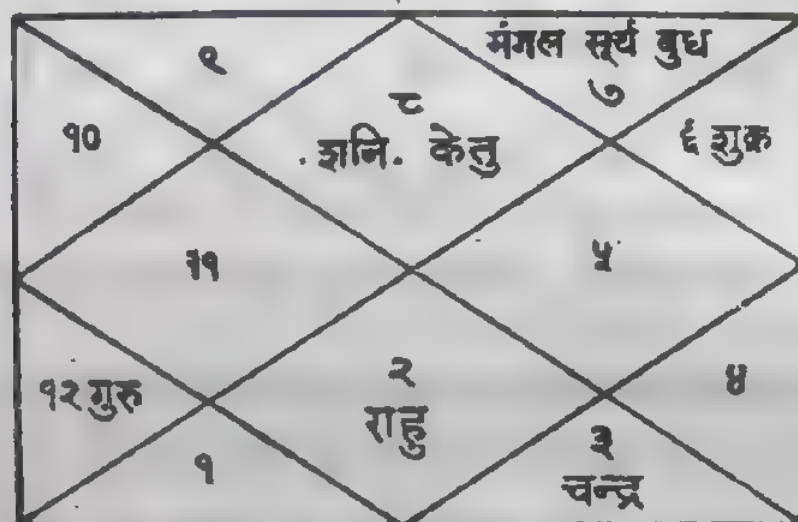 मंगल सूर्य बुध
७
९
८
शनि. केतु
१०
६ शुक्र
११
५
१२ गुरु
२
राहु
४
१
३
चन्द्र